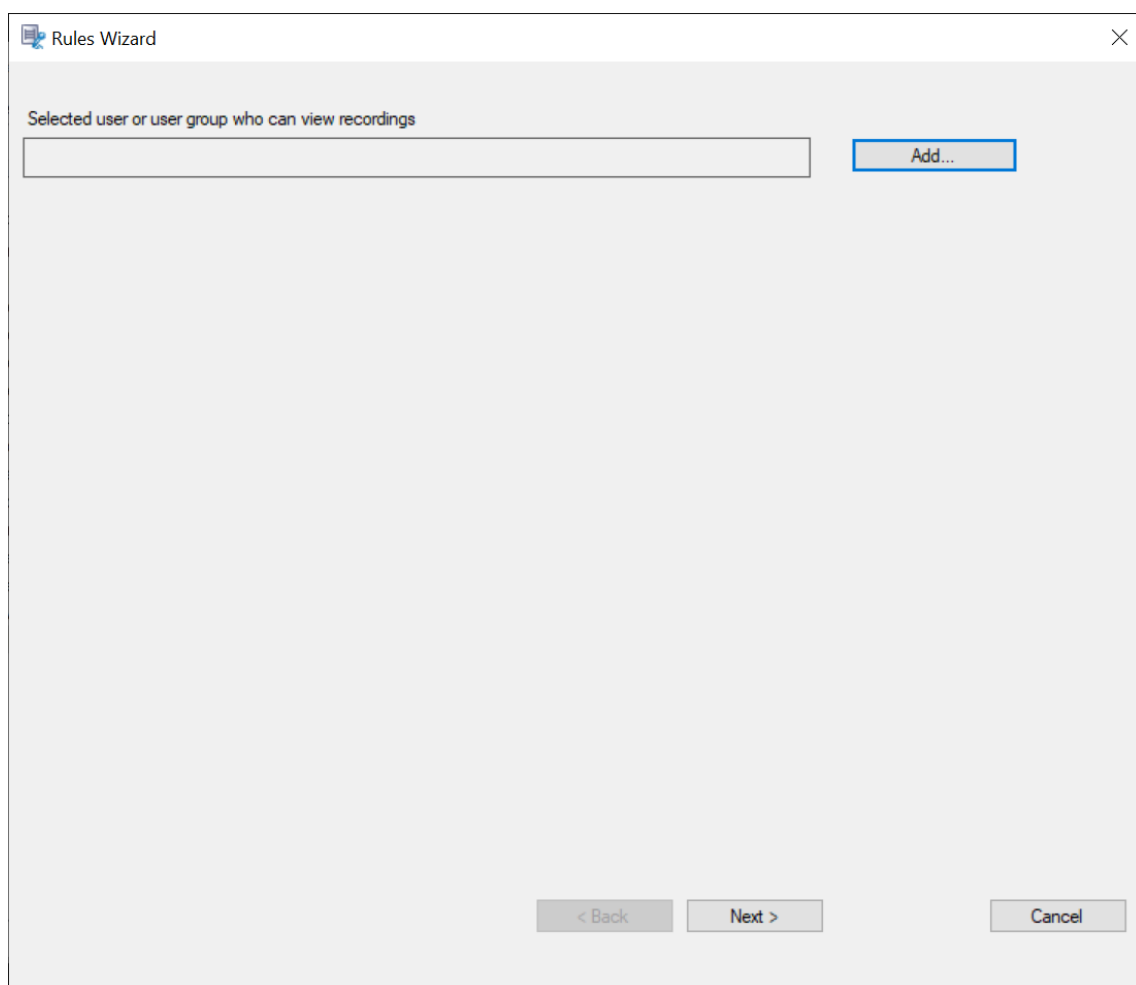 Rules Wizard
Selected user or user group who can view recordings
Add...
< Back
Next >
Cancel